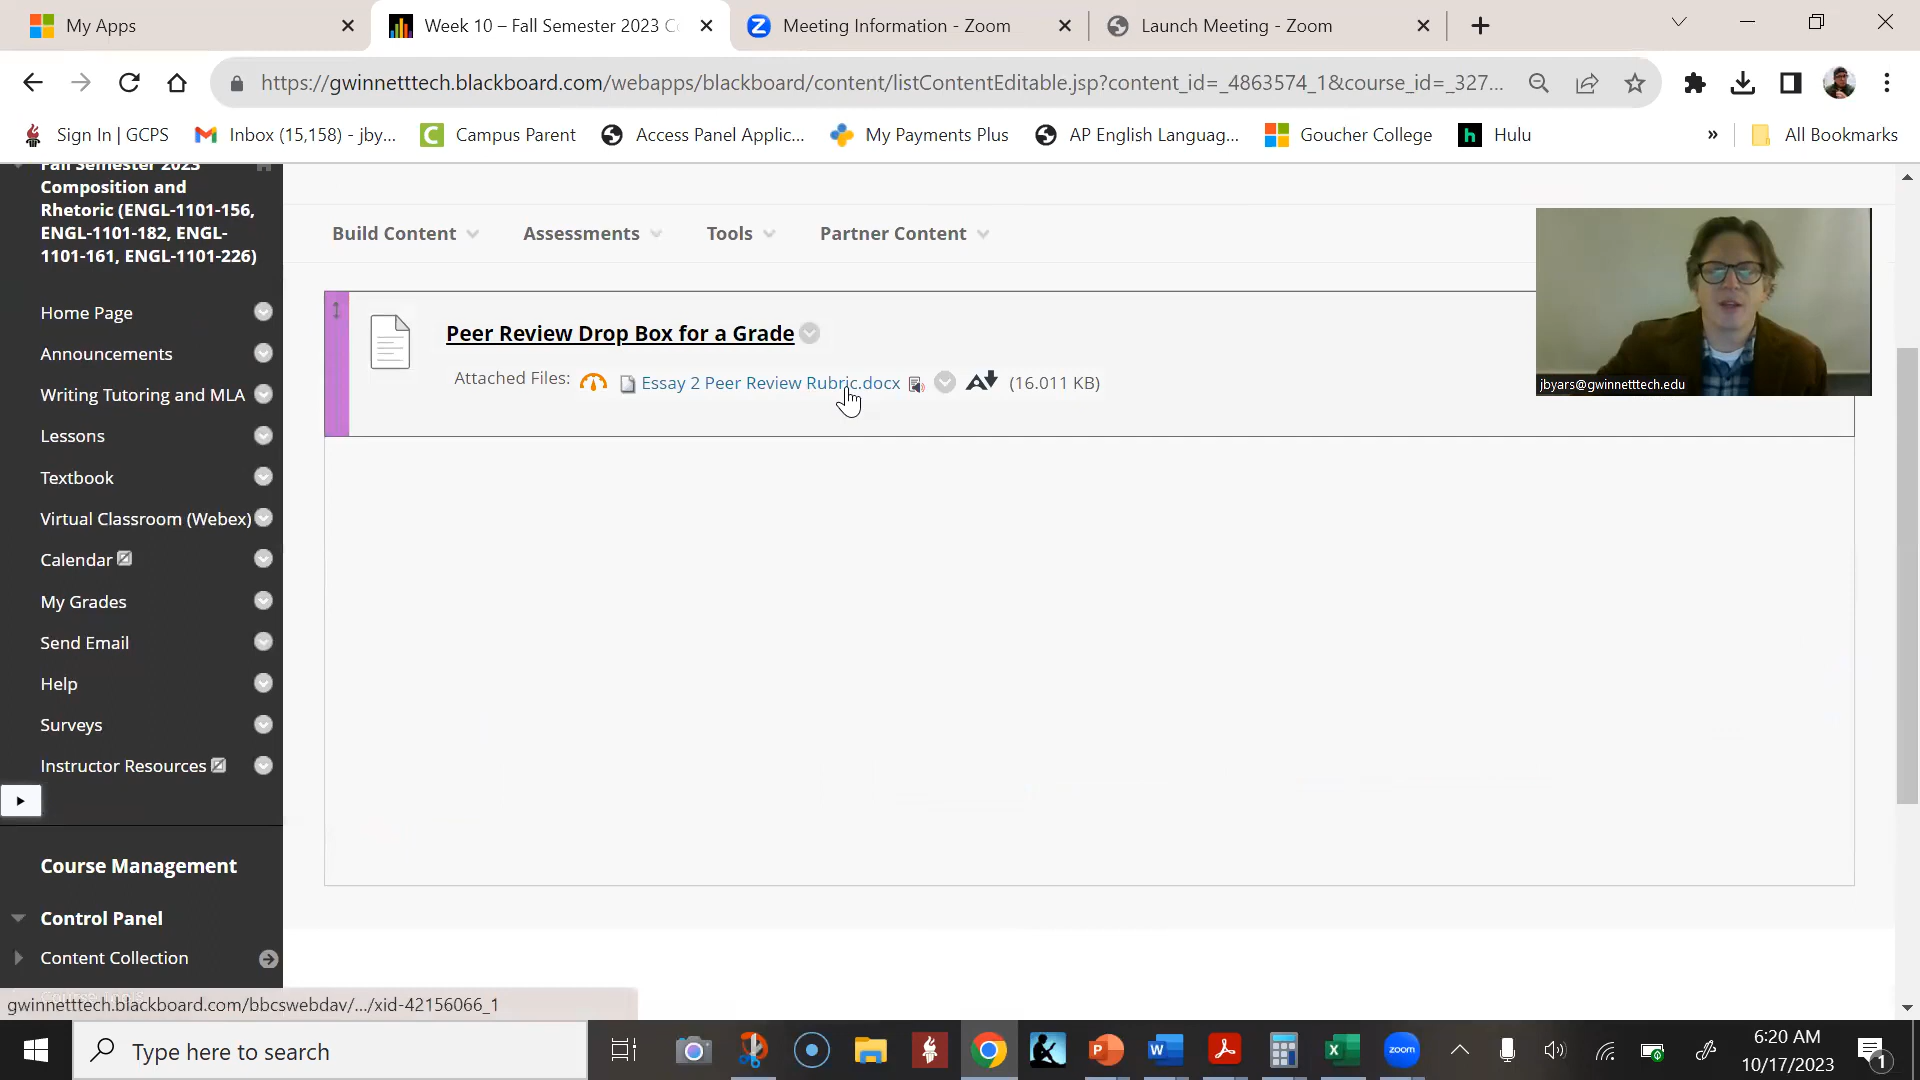 My Apps
Week 10 – Fall Semester 2023 C
Meeting Information - Zoom
Launch Meeting - Zoom
https://gwinnetttech.blackboard.com/webapps/blackboard/content/listContentEditable.jsp?content_id=_4863574_1&course_id=_327...
Sign In | GCPS
Inbox (15,158) - jby...
Campus Parent
Access Panel Applic...
My Payments Plus
AP English Languag...
Goucher College
Hulu
»
All Bookmarks
Fall Semester 2023
Composition and
Rhetoric (ENGL-1101-156,
ENGL-1101-182, ENGL-
1101-161, ENGL-1101-226)
Home Page
Announcements
Writing Tutoring and MLA
Lessons
Textbook
Virtual Classroom (Webex)
Calendar
My Grades
Send Email
Help
Surveys
Instructor Resources
Course Management
Control Panel
Content Collection
Build Content
Assessments
Tools
Partner Content
Peer Review Drop Box for a Grade
Attached Files: Essay 2 Peer Review Rubric.docx (16.011 KB)
jbyars@gwinnetttech.edu
gwinnetttech.blackboard.com/bbcswebdav/.../xid-42156066_1
Type here to search
zoom
6:20 AM
10/17/2023
1